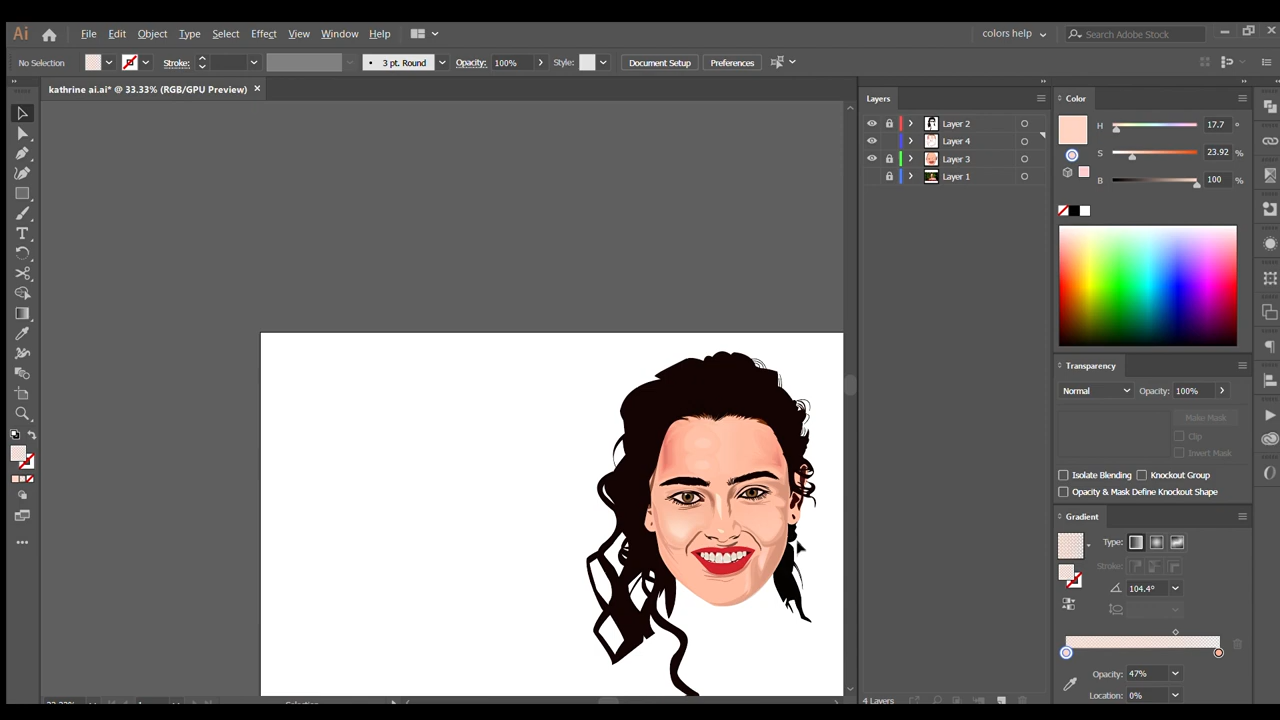 Ai File Edit Object Type Select Effect View Window Help colors help Search Adobe Stock
No Selection Stroke: 3 pt. Round Opacity: 100% Style: Document Setup Preferences
kathrine ai.ai* @ 33.33% (RGB/GPU Preview)
Layers
Layer 2
Layer 4
Layer 3
Layer 1
4 Layers
Color
H 17.7 °
S 23.92 %
B 100 %
Transparency
Normal Opacity: 100%
Make Mask
Clip
Invert Mask
Isolate Blending Knockout Group
Opacity & Mask Define Knockout Shape
Gradient
Type:
Stroke:
104.4°
Opacity: 47%
Location: 0%